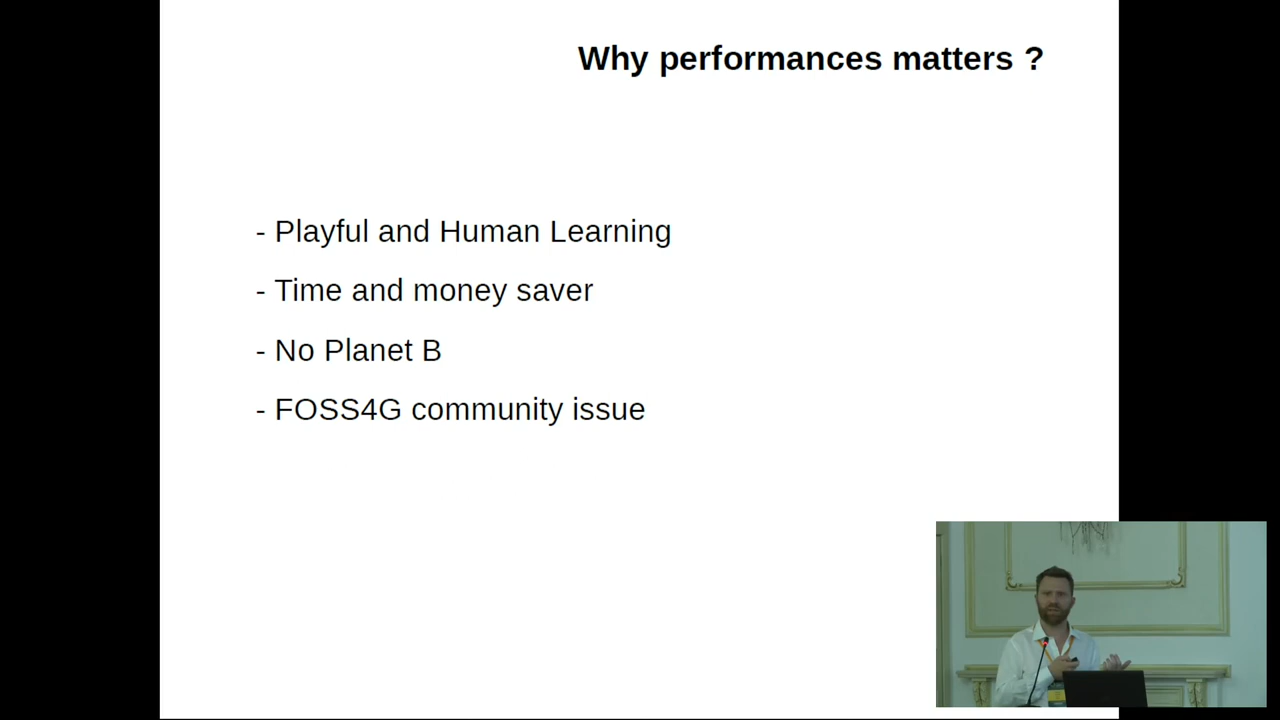 Why performances matters ?
- Playful and Human Learning
- Time and money saver
- No Planet B
- FOSS4G community issue